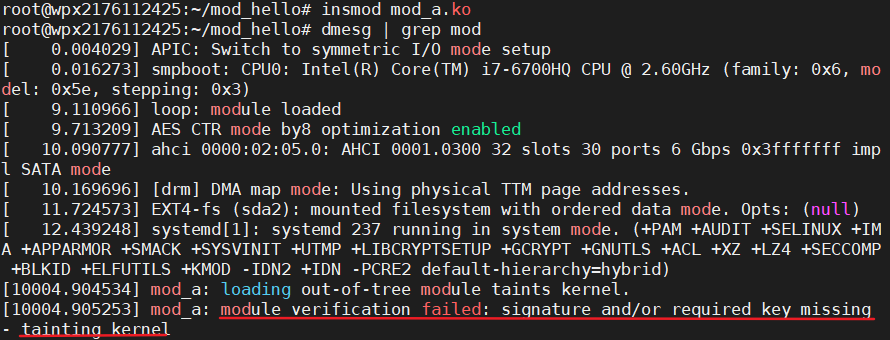 root@wpx2176112425:~/mod_hello# insmod mod_a.ko
root@wpx2176112425:~/mod_hello# dmesg | grep mod
[    0.004029] APIC: Switch to symmetric I/O mode setup
[    0.016273] smpboot: CPU0: Intel(R) Core(TM) i7-6700HQ CPU @ 2.60GHz (family: 0x6, mo
del: 0x5e, stepping: 0x3)
[    9.110966] loop: module loaded
[    9.713209] AES CTR mode by8 optimization enabled
[   10.090777] ahci 0000:02:05.0: AHCI 0001.0300 32 slots 30 ports 6 Gbps 0x3fffffff imp
l SATA mode
[   10.169696] [drm] DMA map mode: Using physical TTM page addresses.
[   11.724573] EXT4-fs (sda2): mounted filesystem with ordered data mode. Opts: (null)
[   12.439248] systemd[1]: systemd 237 running in system mode. (+PAM +AUDIT +SELINUX +IM
A +APPARMOR +SMACK +SYSVINIT +UTMP +LIBCRYPTSETUP +GCRYPT +GNUTLS +ACL +XZ +LZ4 +SECCOMP
 +BLKID +ELFUTILS +KMOD -IDN2 +IDN -PCRE2 default-hierarchy=hybrid)
[10004.904534] mod_a: loading out-of-tree module taints kernel.
[10004.905253] mod_a: module verification failed: signature and/or required key missing
- tainting kernel